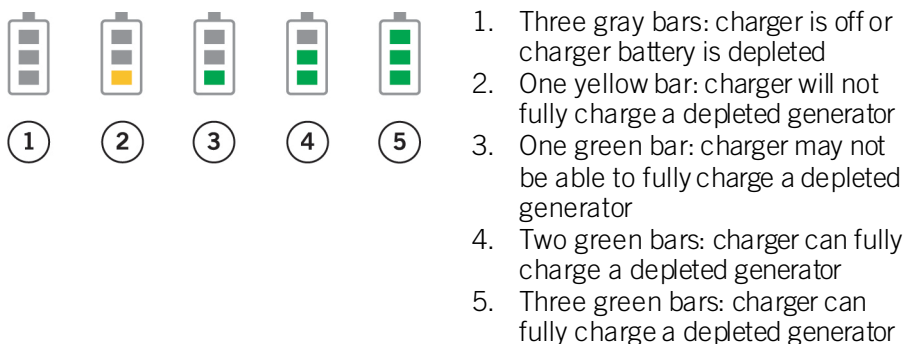 1 2 3 4 5
1. Three gray bars: charger is off or
charger battery is depleted
2. One yellow bar: charger will not
fully charge a depleted generator
3. One green bar: charger may not
be able to fully charge a depleted
generator
4. Two green bars: charger can fully
charge a depleted generator
5. Three green bars: charger can
fully charge a depleted generator